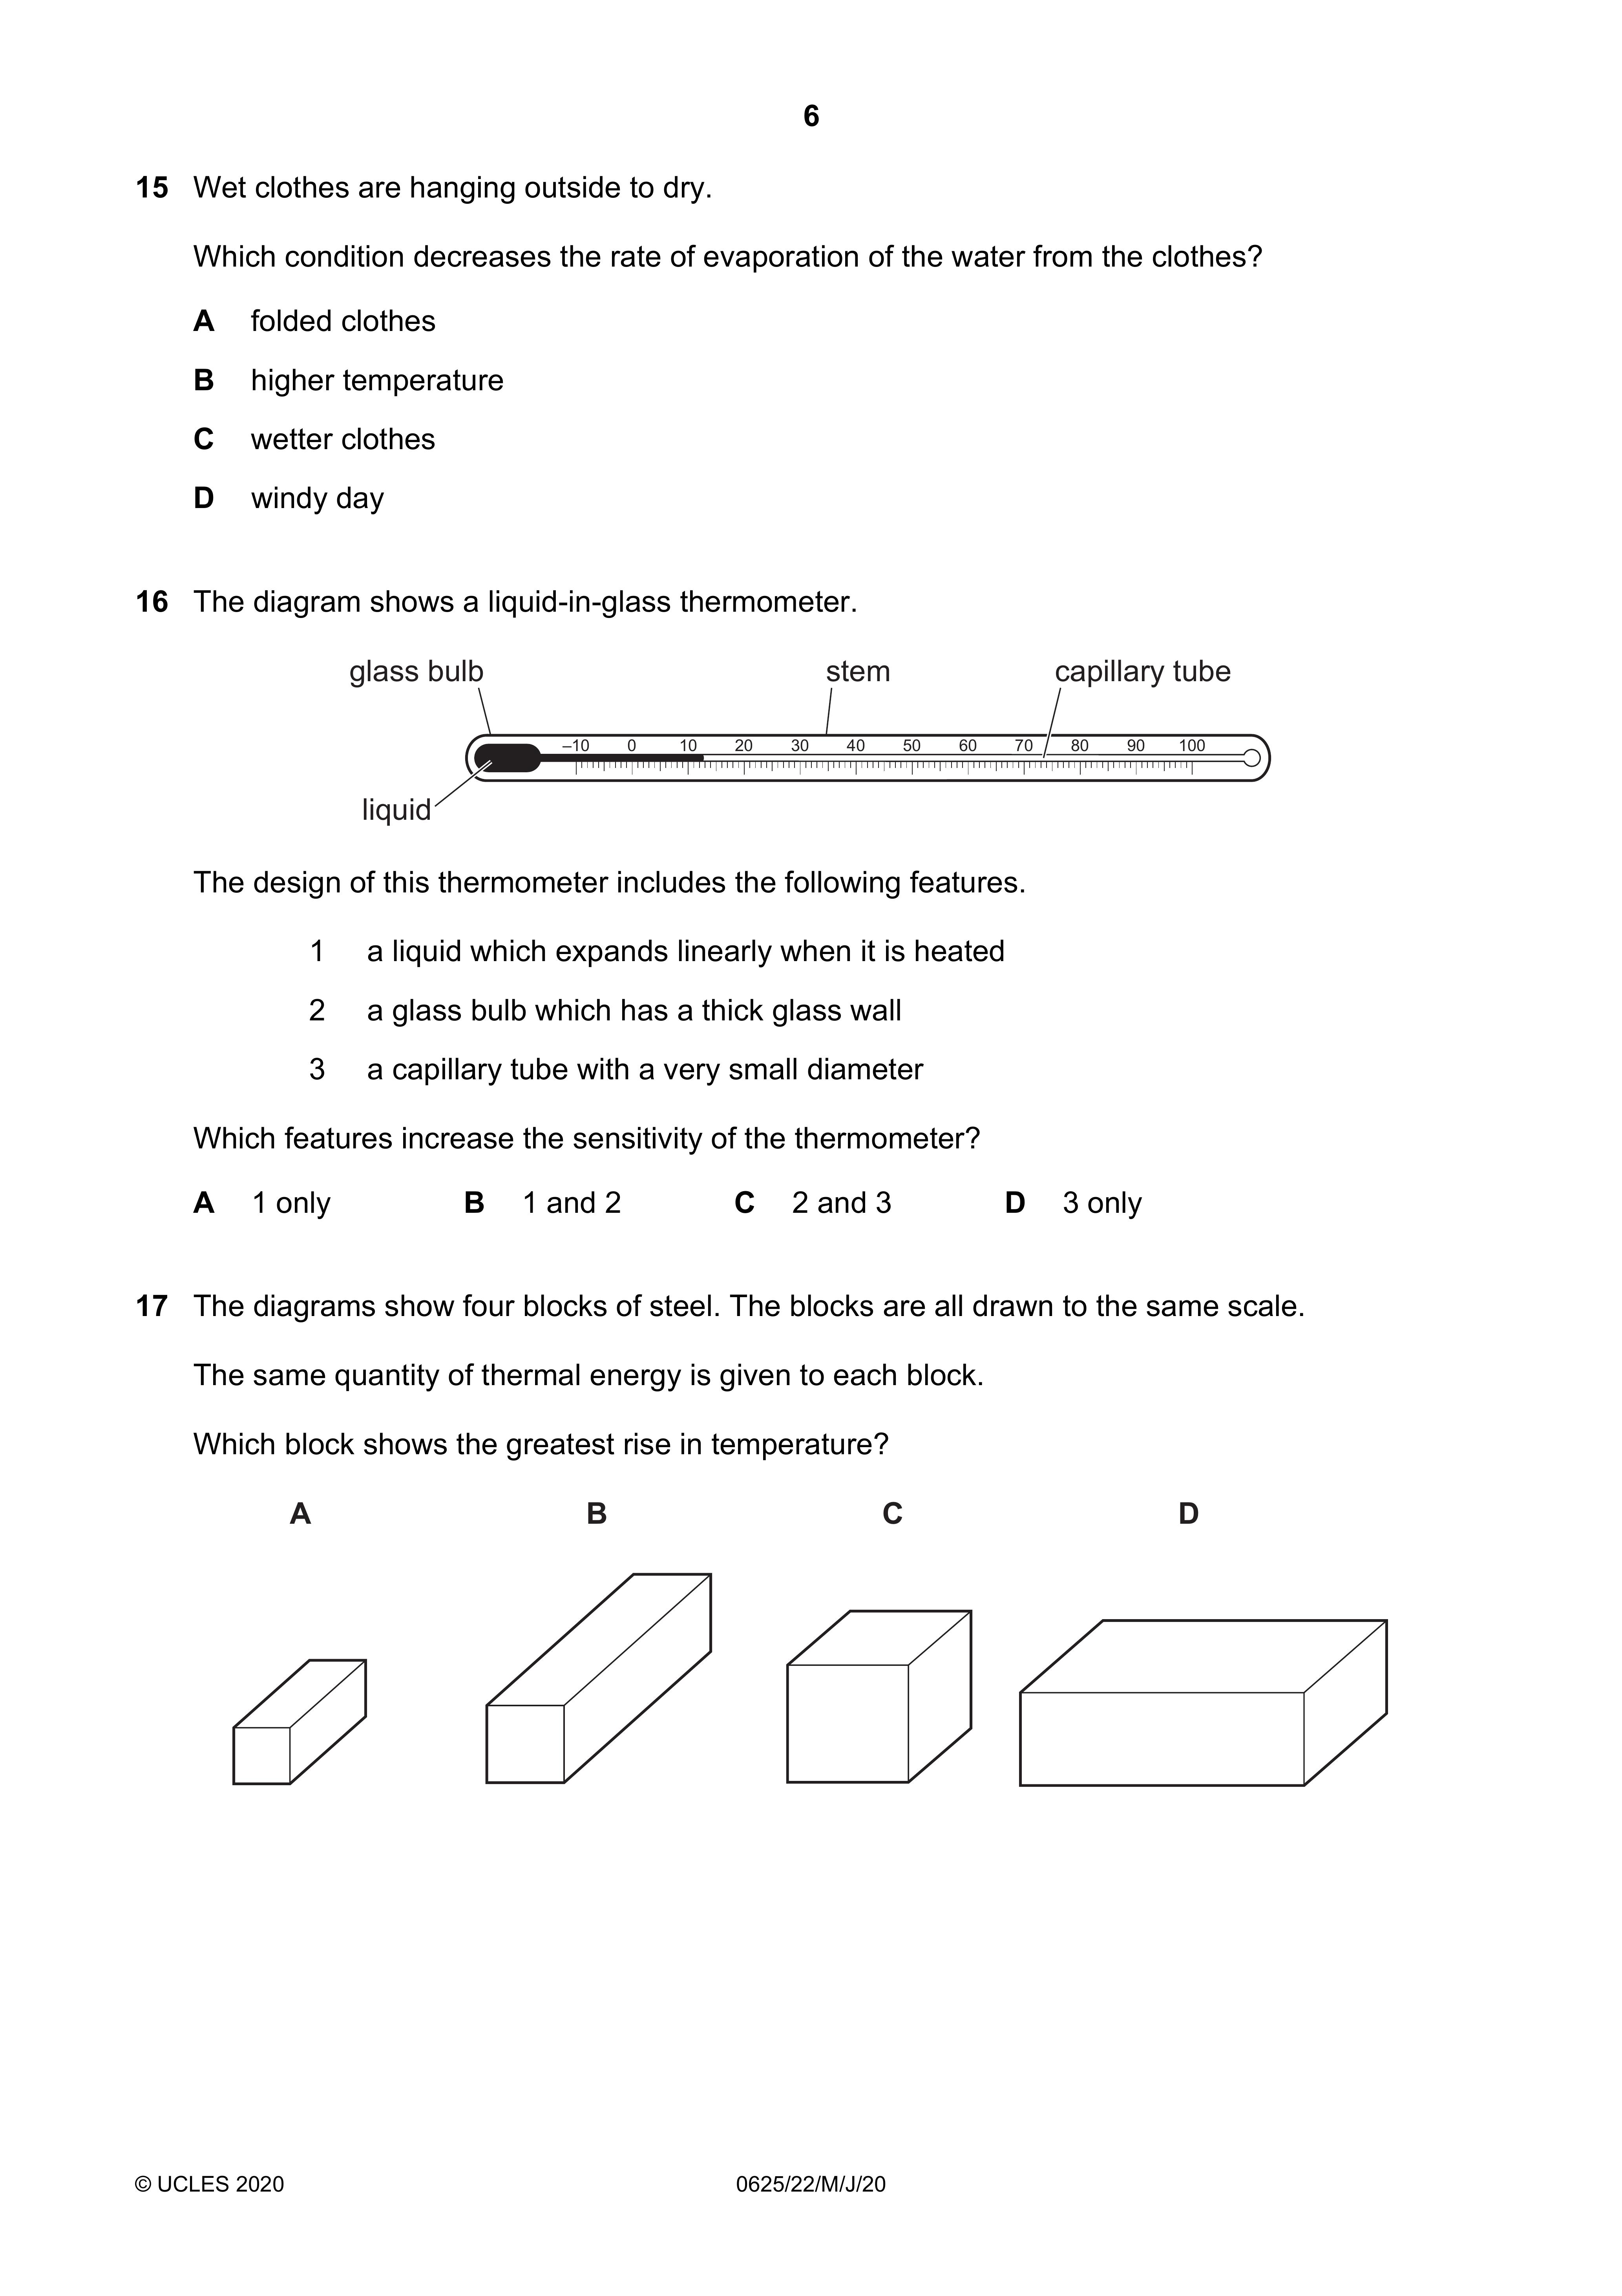 6
15 Wet clothes are hanging outside to dry.
Which condition decreases the rate of evaporation of the water from the clothes?
A folded clothes
B higher temperature
C wetter clothes
D windy day
16 The diagram shows a liquid-in-glass thermometer.
glass bulb stem capillary tube
–10 0 10 20 30 40 50 60 70 80 90 100
liquid
The design of this thermometer includes the following features.
1 a liquid which expands linearly when it is heated
2 a glass bulb which has a thick glass wall
3 a capillary tube with a very small diameter
Which features increase the sensitivity of the thermometer?
A 1 only B 1 and 2 C 2 and 3 D 3 only
17 The diagrams show four blocks of steel. The blocks are all drawn to the same scale.
The same quantity of thermal energy is given to each block.
Which block shows the greatest rise in temperature?
A B C D
© UCLES 2020 0625/22/M/J/20